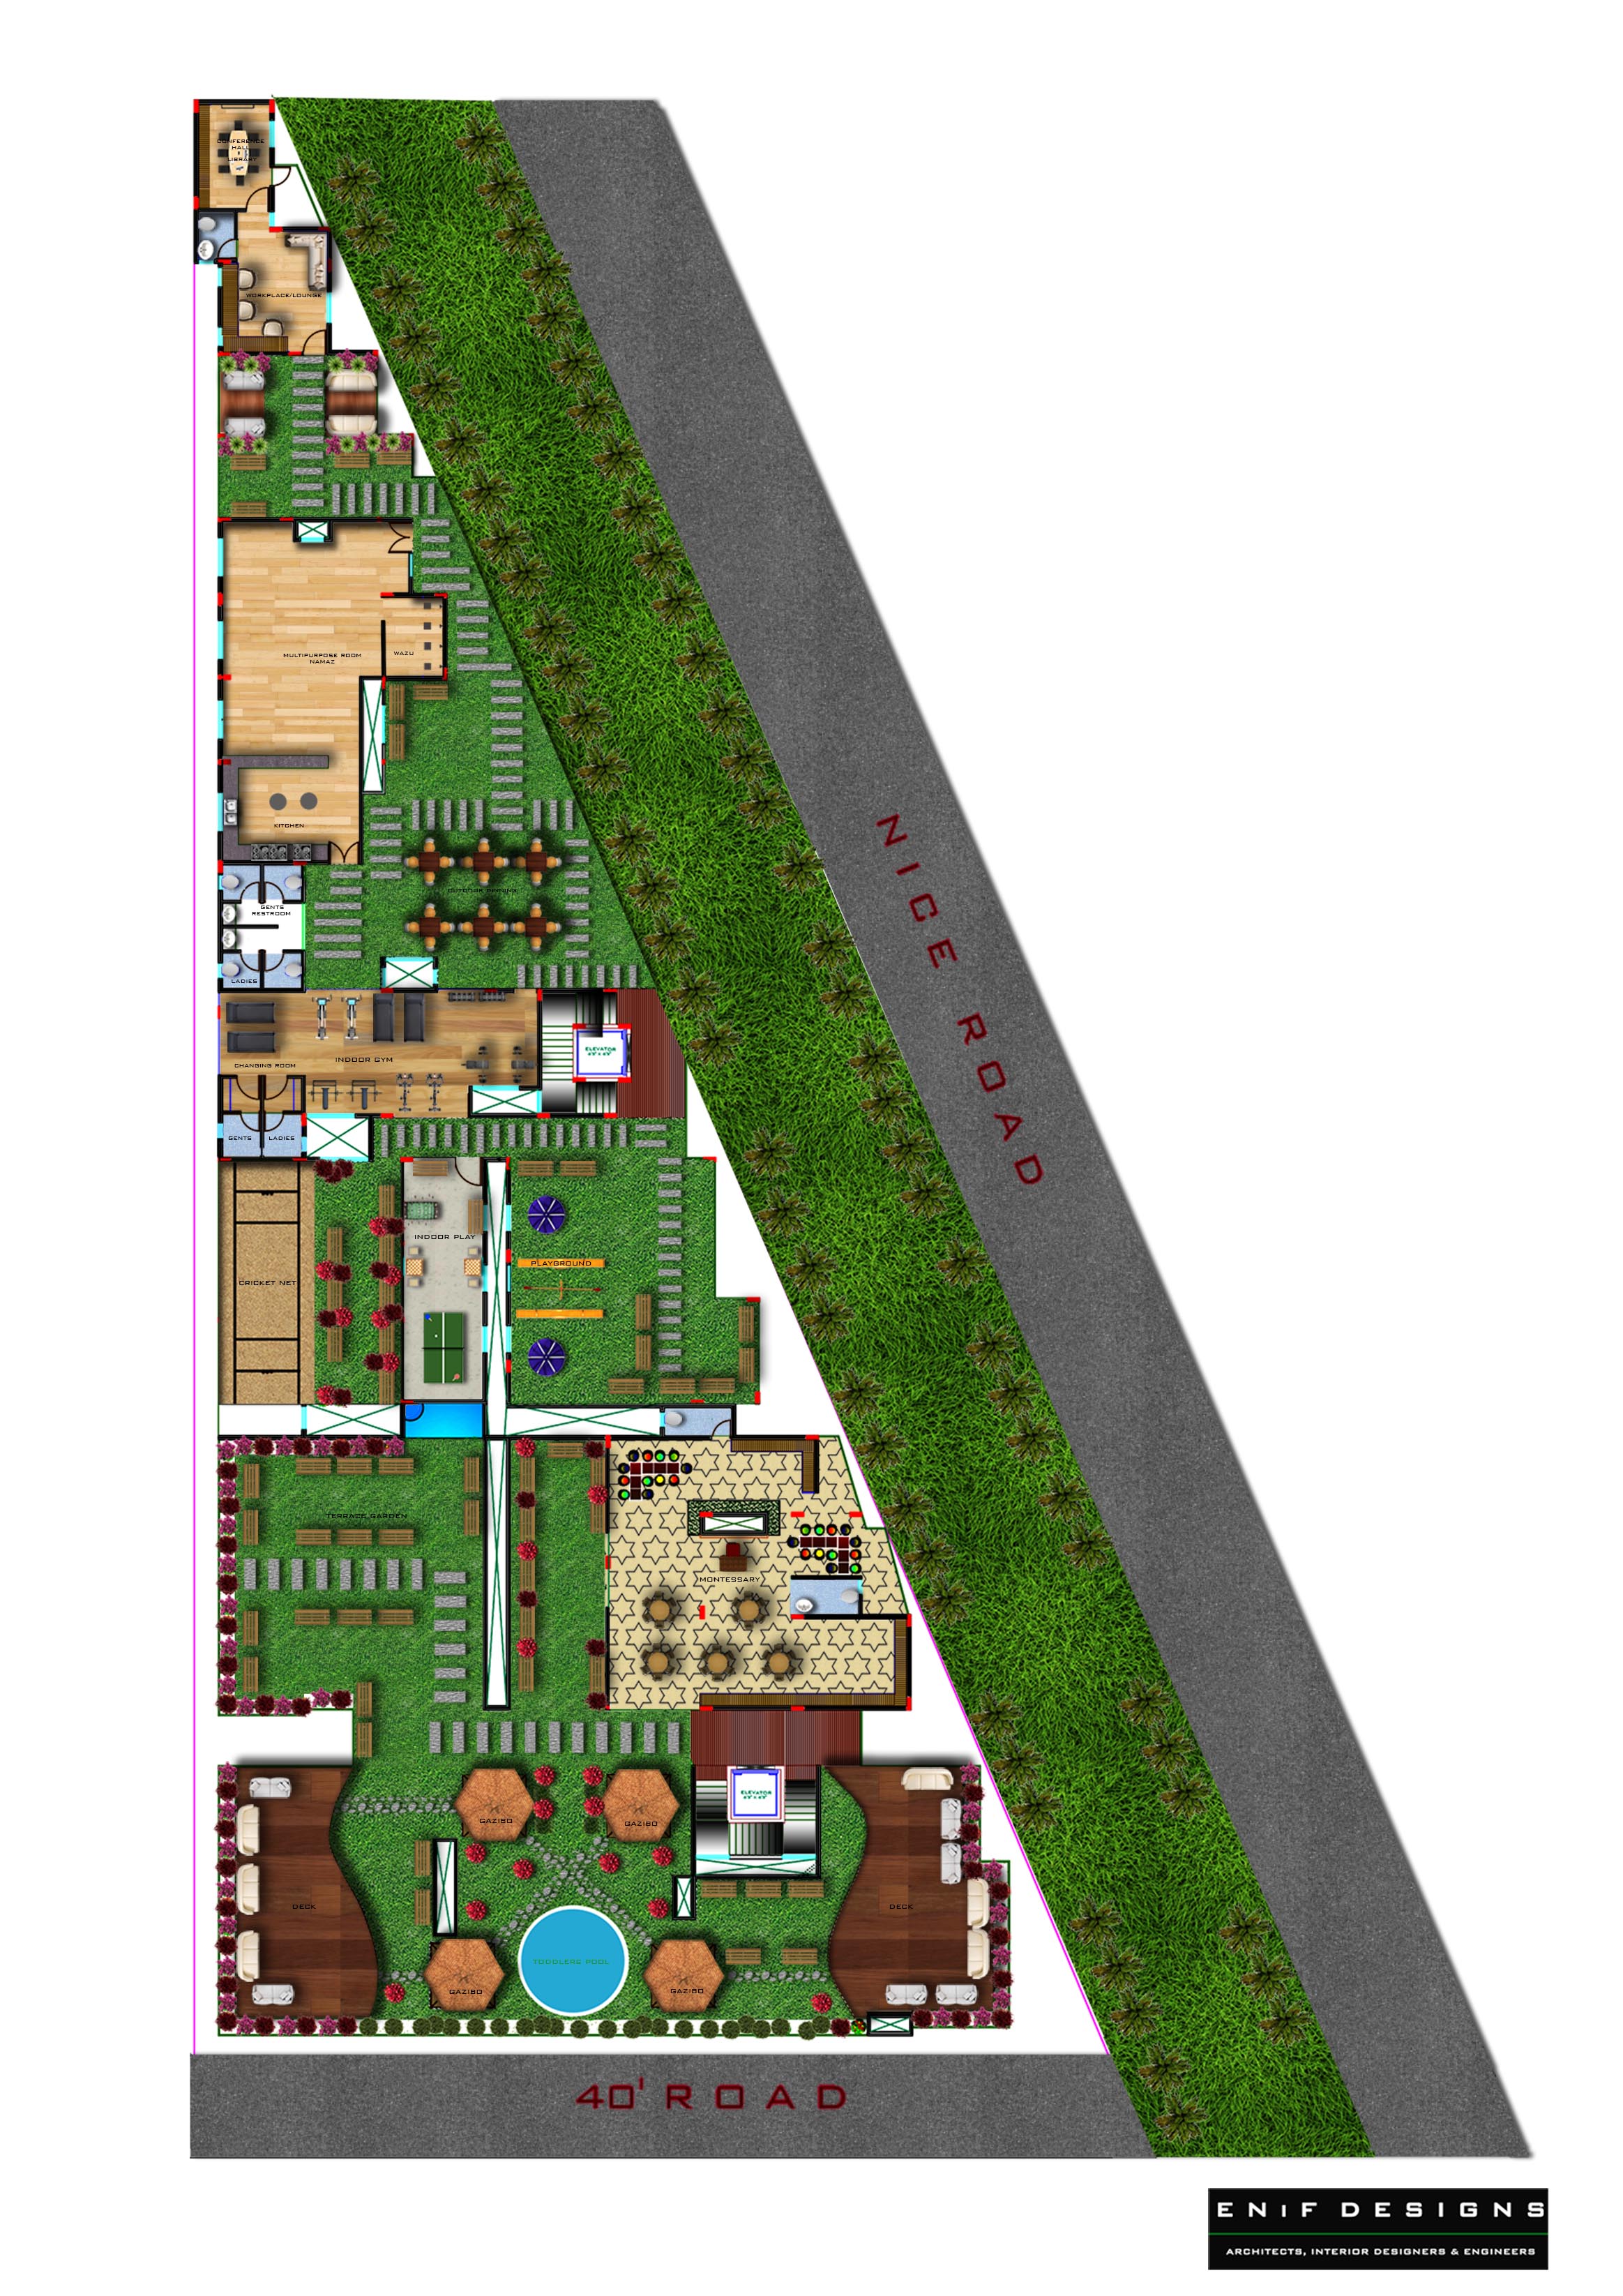 CONFERENCE
HALL
LIBRARY
WORKPLACE/LOUNGE
MULTIPURPOSE ROOM
NAMAZ
WAZU
KITCHEN
NICE ROAD
OUTDOOR DINING
GENTS
RESTROOM
LADIES
INDOOR GYM
ELEVATOR
CHANGING ROOM
GENTS
LADIES
INDOOR PLAY
PLAYGROUND
CRICKET NET
TERRACE GARDEN
MONTESSARY
ELEVATOR
GAZIBO
GAZIBO
DECK
DECK
TODDLERS POOL
GAZIBO
GAZIBO
40' ROAD
ENiF DESIGNS
ARCHITECTS, INTERIOR DESIGNERS & ENGINEERS